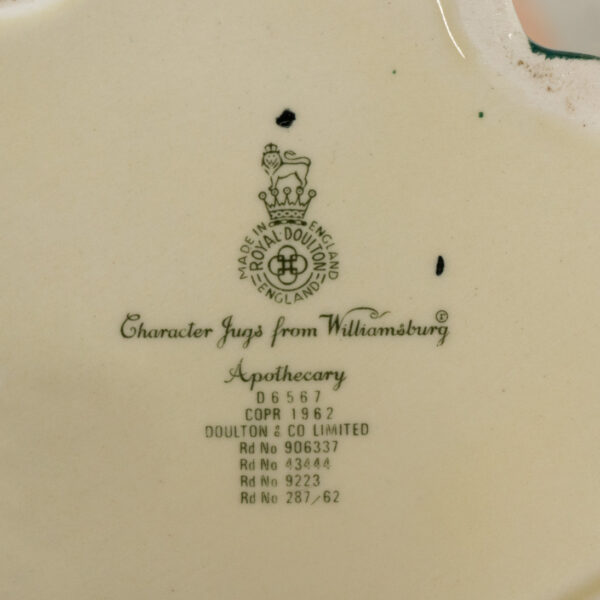 MADE IN ENGLAND
ROYAL·DOULTON
ENGLAND
Character Jugs from Williamsburg ®
Apothecary
D 6567
COPR 1962
DOULTON & CO LIMITED
Rd No 906337
Rd No 43444
Rd No 9223
Rd No 287/62